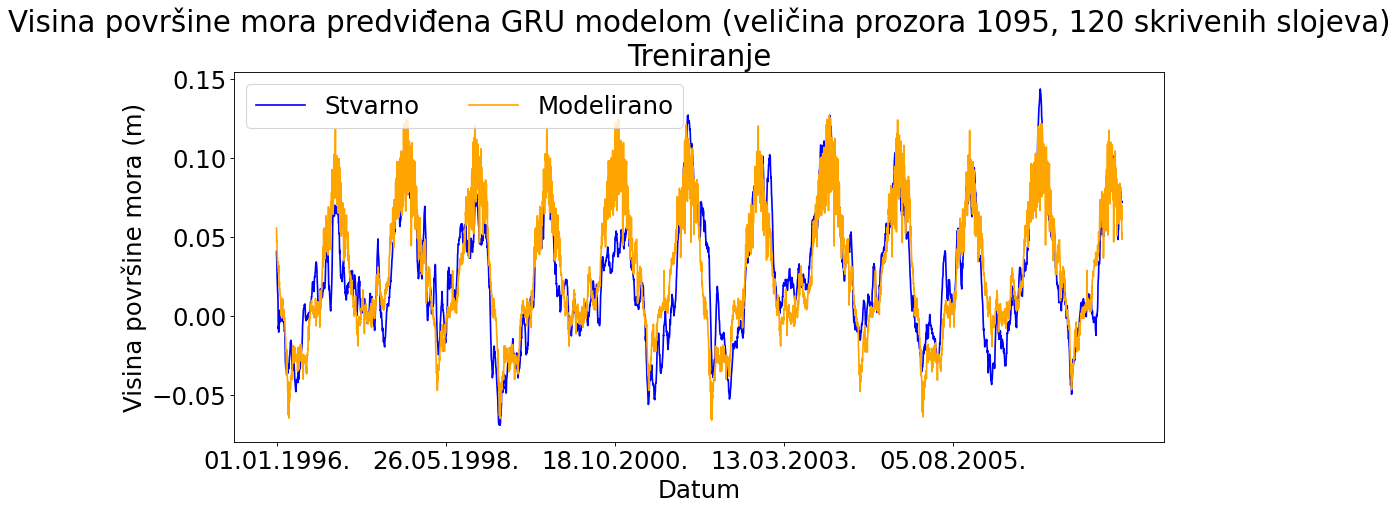 Visina površine mora predviđena GRU modelom (veličina prozora 1095, 120 skrivenih slojeva)
Treniranje
Stvarno
Modelirano
Visina površine mora (m)
0.15
0.10
0.05
0.00
−0.05
01.01.1996.
26.05.1998.
18.10.2000.
13.03.2003.
05.08.2005.
Datum